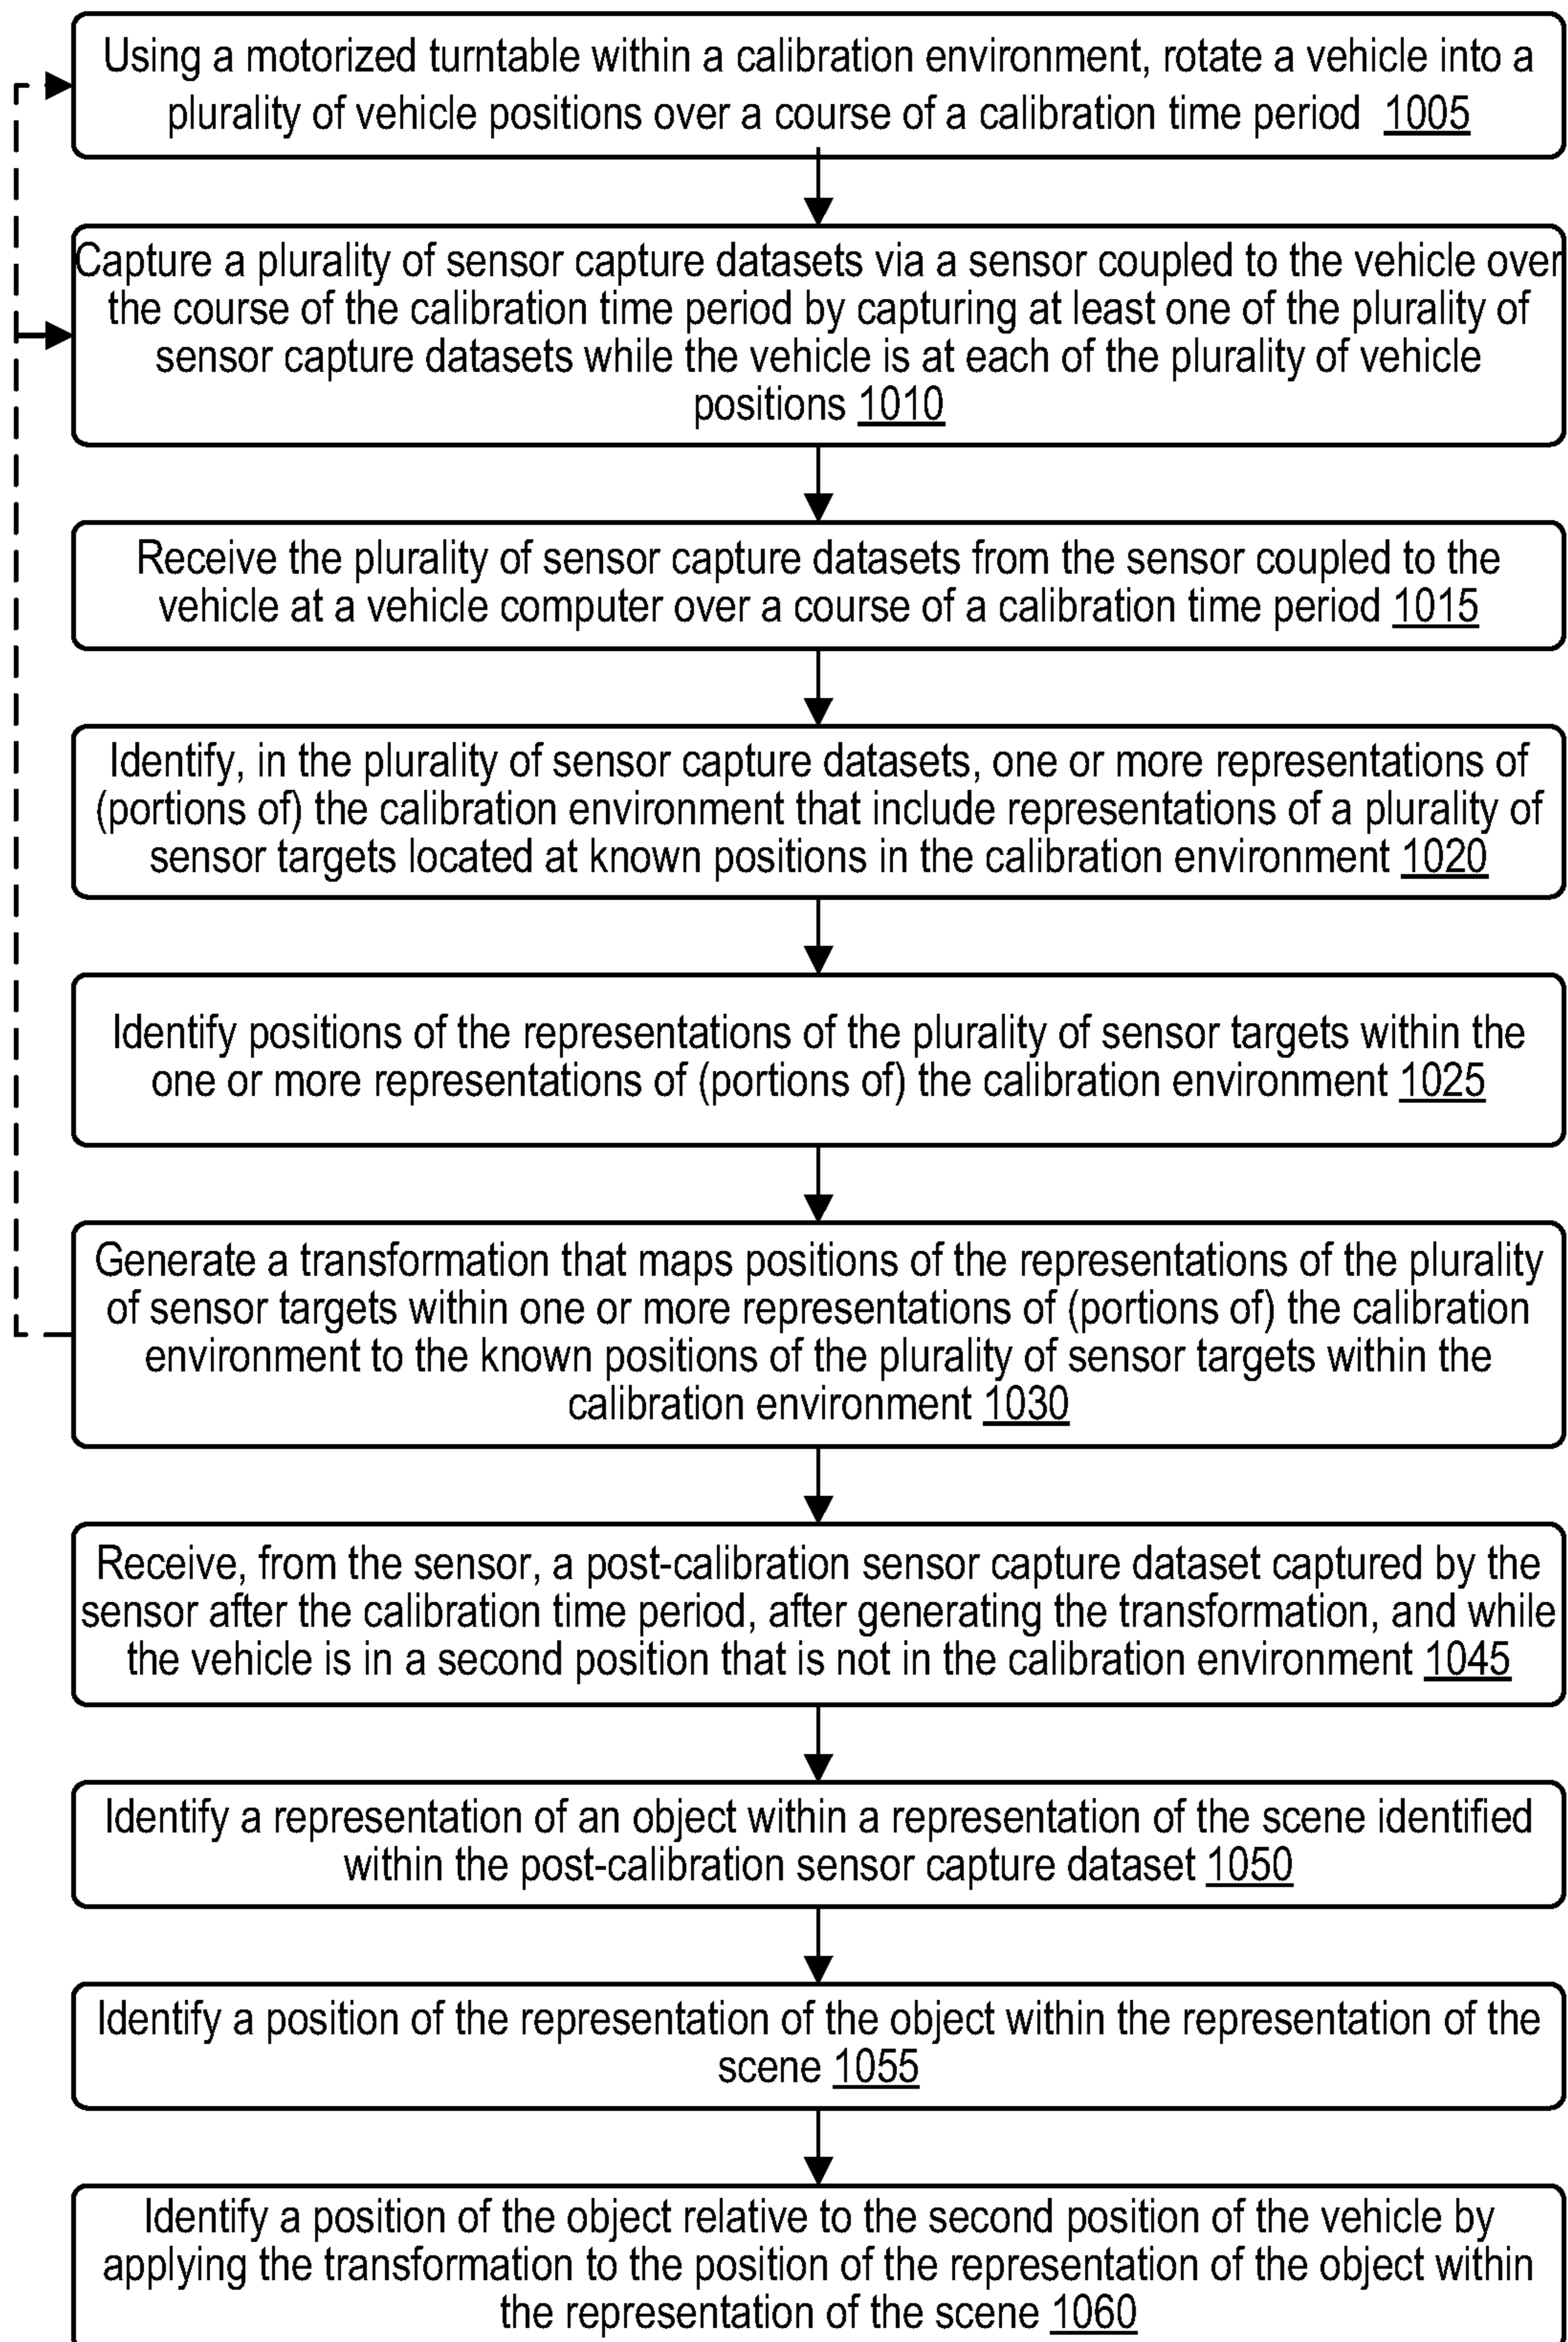 Using a motorized turntable within a calibration environment, rotate a vehicle into a
plurality of vehicle positions over a course of a calibration time period 1005
Capture a plurality of sensor capture datasets via a sensor coupled to the vehicle over
the course of the calibration time period by capturing at least one of the plurality of
sensor capture datasets while the vehicle is at each of the plurality of vehicle
positions 1010
Receive the plurality of sensor capture datasets from the sensor coupled to the
vehicle at a vehicle computer over a course of a calibration time period 1015
Identify, in the plurality of sensor capture datasets, one or more representations of
(portions of) the calibration environment that include representations of a plurality of
sensor targets located at known positions in the calibration environment 1020
Identify positions of the representations of the plurality of sensor targets within the
one or more representations of (portions of) the calibration environment 1025
Generate a transformation that maps positions of the representations of the plurality
of sensor targets within one or more representations of (portions of) the calibration
environment to the known positions of the plurality of sensor targets within the
calibration environment 1030
Receive, from the sensor, a post-calibration sensor capture dataset captured by the
sensor after the calibration time period, after generating the transformation, and while
the vehicle is in a second position that is not in the calibration environment 1045
Identify a representation of an object within a representation of the scene identified
within the post-calibration sensor capture dataset 1050
Identify a position of the representation of the object within the representation of the
scene 1055
Identify a position of the object relative to the second position of the vehicle by
applying the transformation to the position of the representation of the object within
the representation of the scene 1060